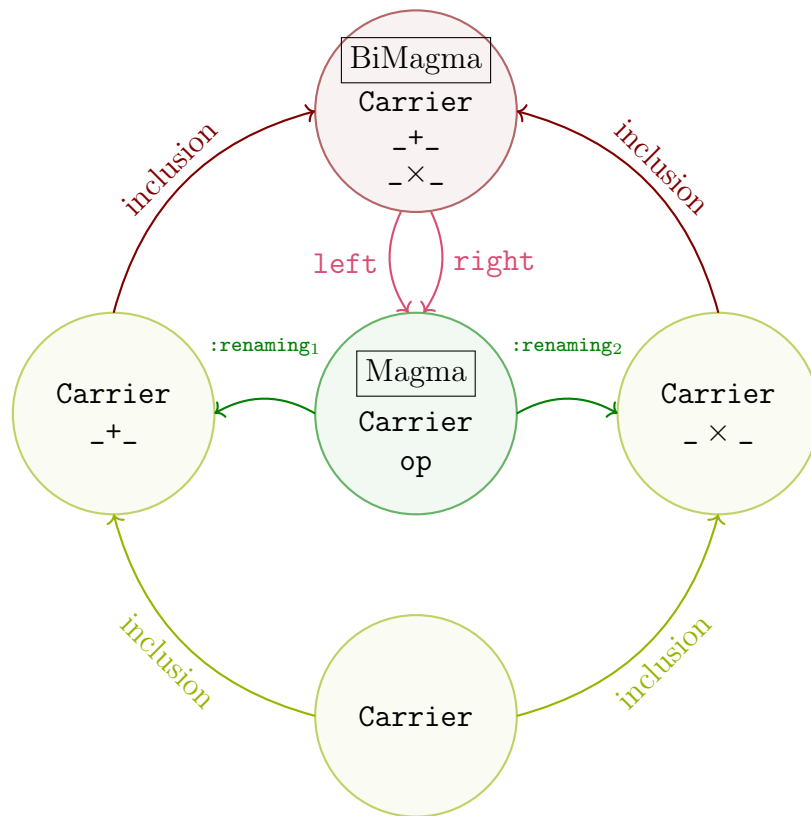 BiMagma
Carrier
_+_
_×_
inclusion
inclusion
left
right
:renaming₁
:renaming₂
Carrier
_+_
Magma
Carrier
op
Carrier
_ × _
inclusion
inclusion
Carrier